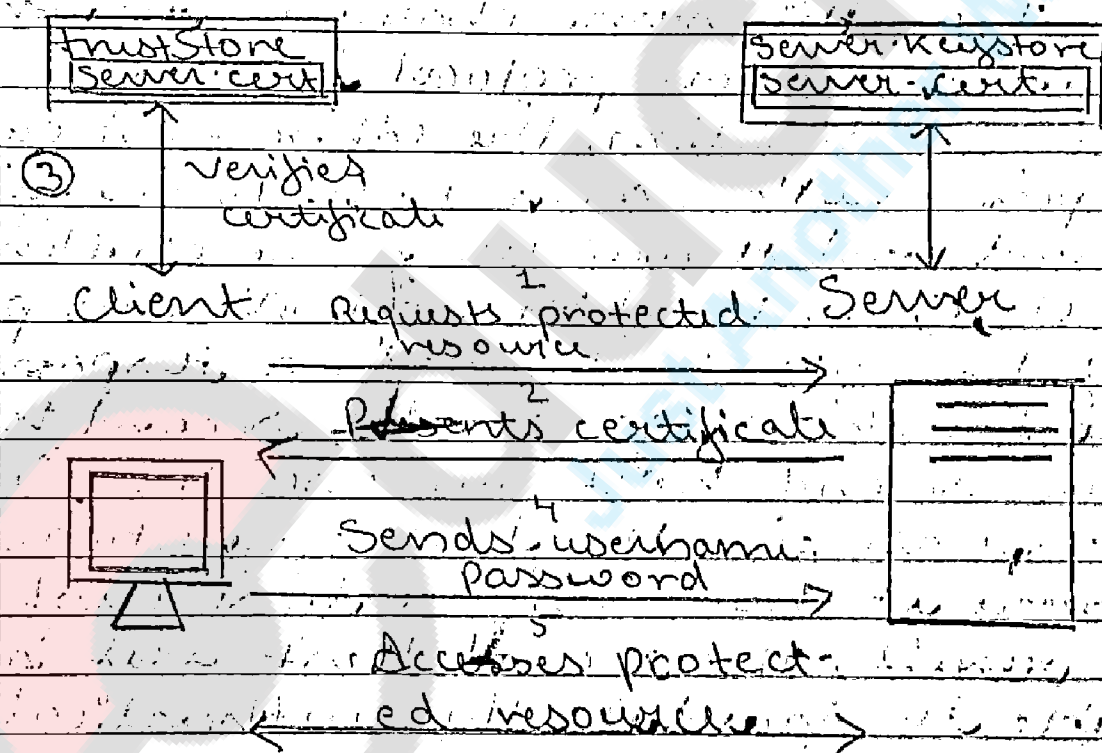 trustStore
server.cert
server.Keystore
server.cert
3
verifies
certificate
Client
Server
1
Requests protected
resource
2
Presents certificate
4
Sends username
password
5
Accesses protect-
ed resource